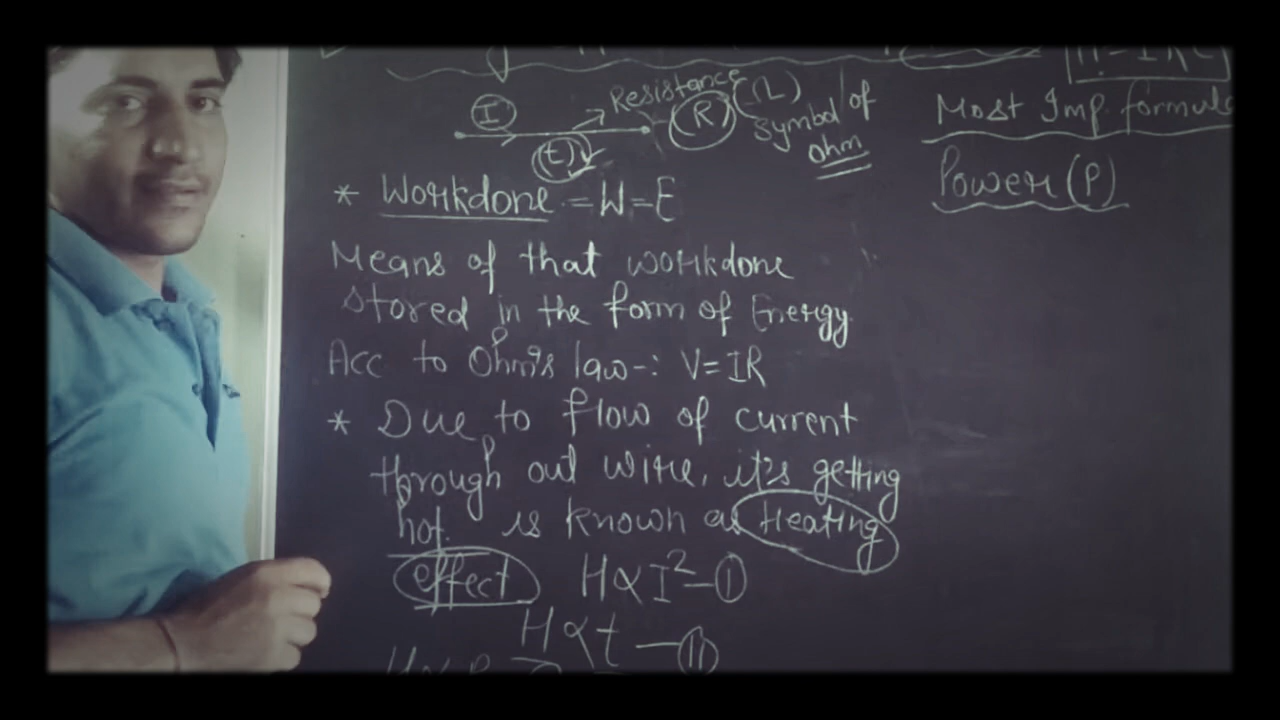 I
Resistance
(R) (Ω) Symbol of
ohm
(t)
Most Imp. formula
Power (P)
* Workdone = W=E
Means of that workdone
stored in the form of Energy.
Acc to Ohm's law-: V=IR
* Due to flow of current
through out wire, it's getting
hot. is known as Heating
effect H∝I²-①
H∝t-⑪